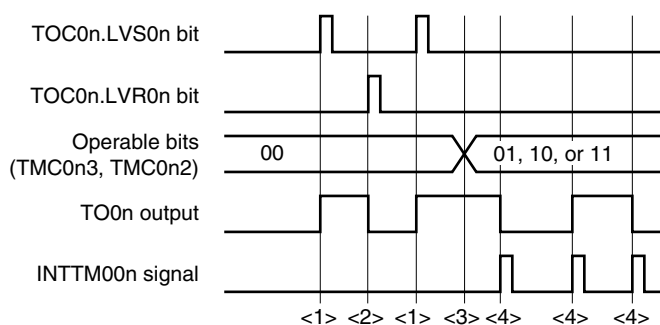 TOC0n.LVS0n bit
TOC0n.LVR0n bit
Operable bits
(TMC0n3, TMC0n2)
00
01, 10, or 11
TO0n output
INTTM00n signal
<1> <2> <1> <3> <4> <4> <4>